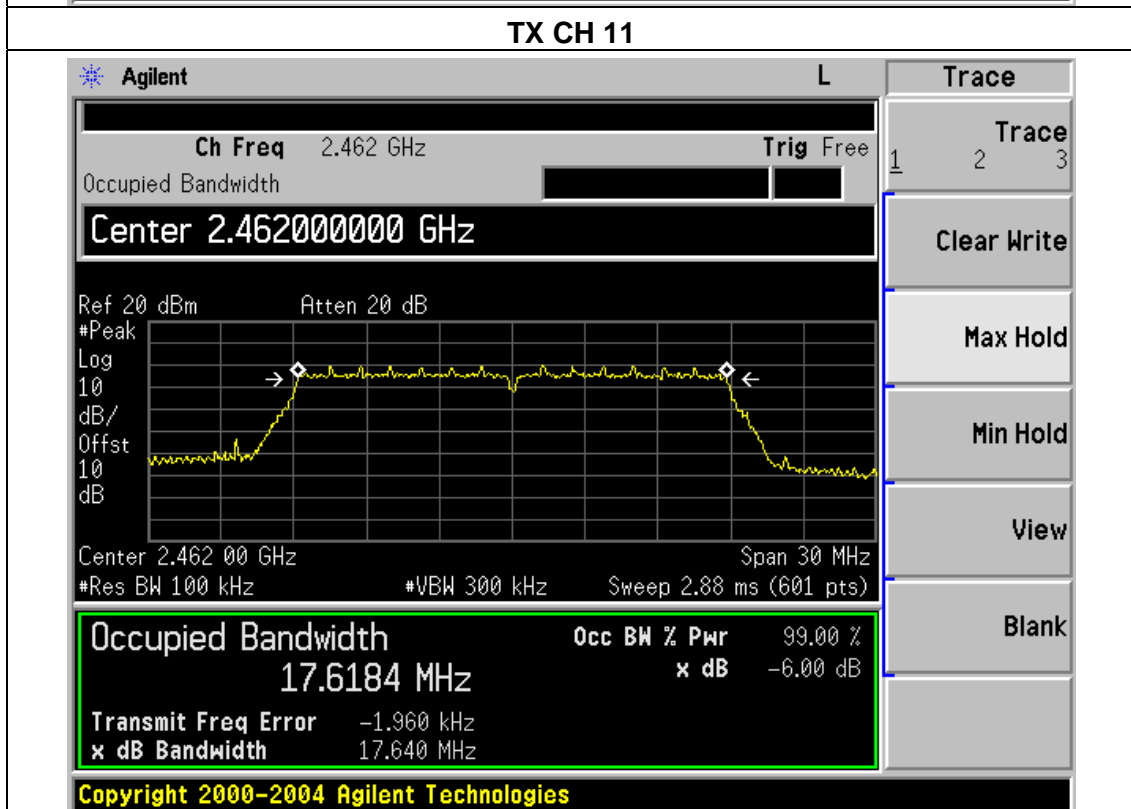 TX CH 11
Agilent L Trace
Ch Freq 2.462 GHz Trig Free
Occupied Bandwidth
Center 2.462000000 GHz
Ref 20 dBm Atten 20 dB
#Peak
Log
10
dB/
Offst
10
dB
Center 2.462 00 GHz Span 30 MHz
#Res BW 100 kHz #VBW 300 kHz Sweep 2.88 ms (601 pts)
Occupied Bandwidth
17.6184 MHz
Occ BW % Pwr 99.00 %
x dB -6.00 dB
Transmit Freq Error -1.960 kHz
x dB Bandwidth 17.640 MHz
Copyright 2000-2004 Agilent Technologies
Trace
1 2 3
Clear Write
Max Hold
Min Hold
View
Blank